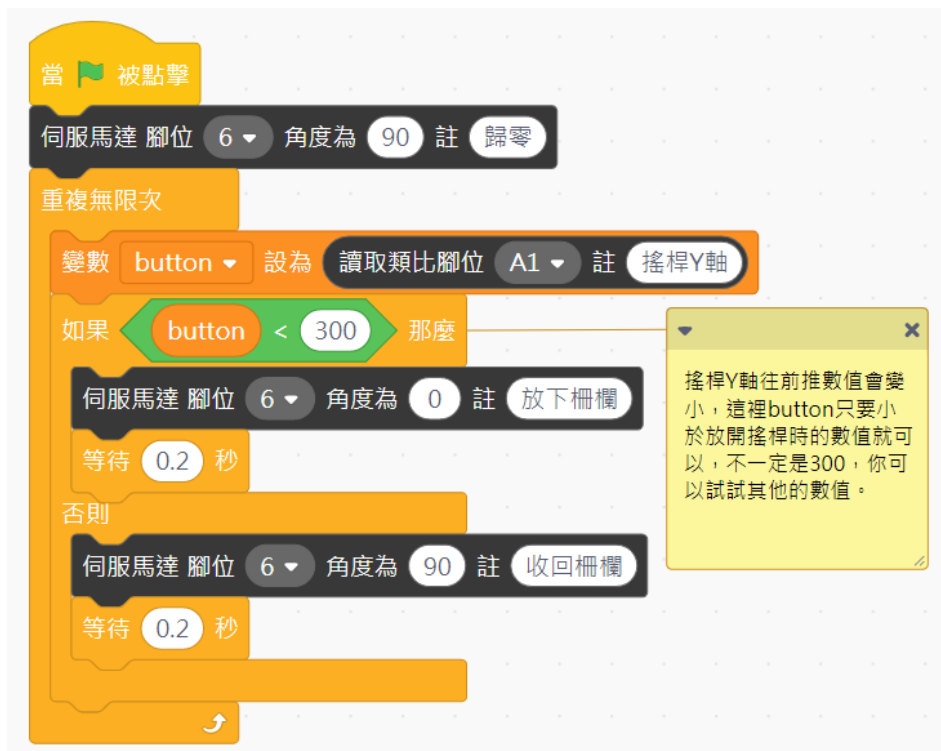 當 被點擊
伺服馬達 腳位 6 角度為 90 註 歸零
重複無限次
變數 button 設為 讀取類比腳位 A1 註 搖桿Y軸
如果 button < 300 那麼
伺服馬達 腳位 6 角度為 0 註 放下柵欄
等待 0.2 秒
否則
伺服馬達 腳位 6 角度為 90 註 收回柵欄
等待 0.2 秒
搖桿Y軸往前推數值會變
小，這裡button只要小
於放開搖桿時的數值就可
以，不一定是300，你可
以試試其他的數值。